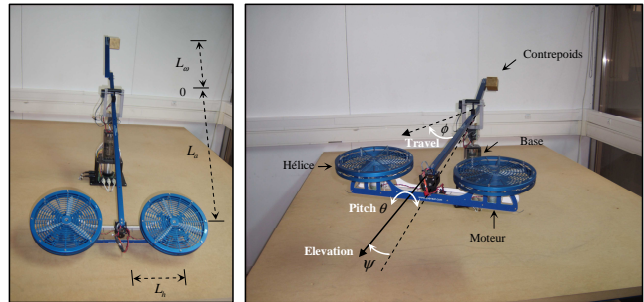 L_ω
0
L_a
L_h
Contrepoids
ϕ
Travel
Base
Hélice
Pitch θ
Moteur
Elevation
ψ